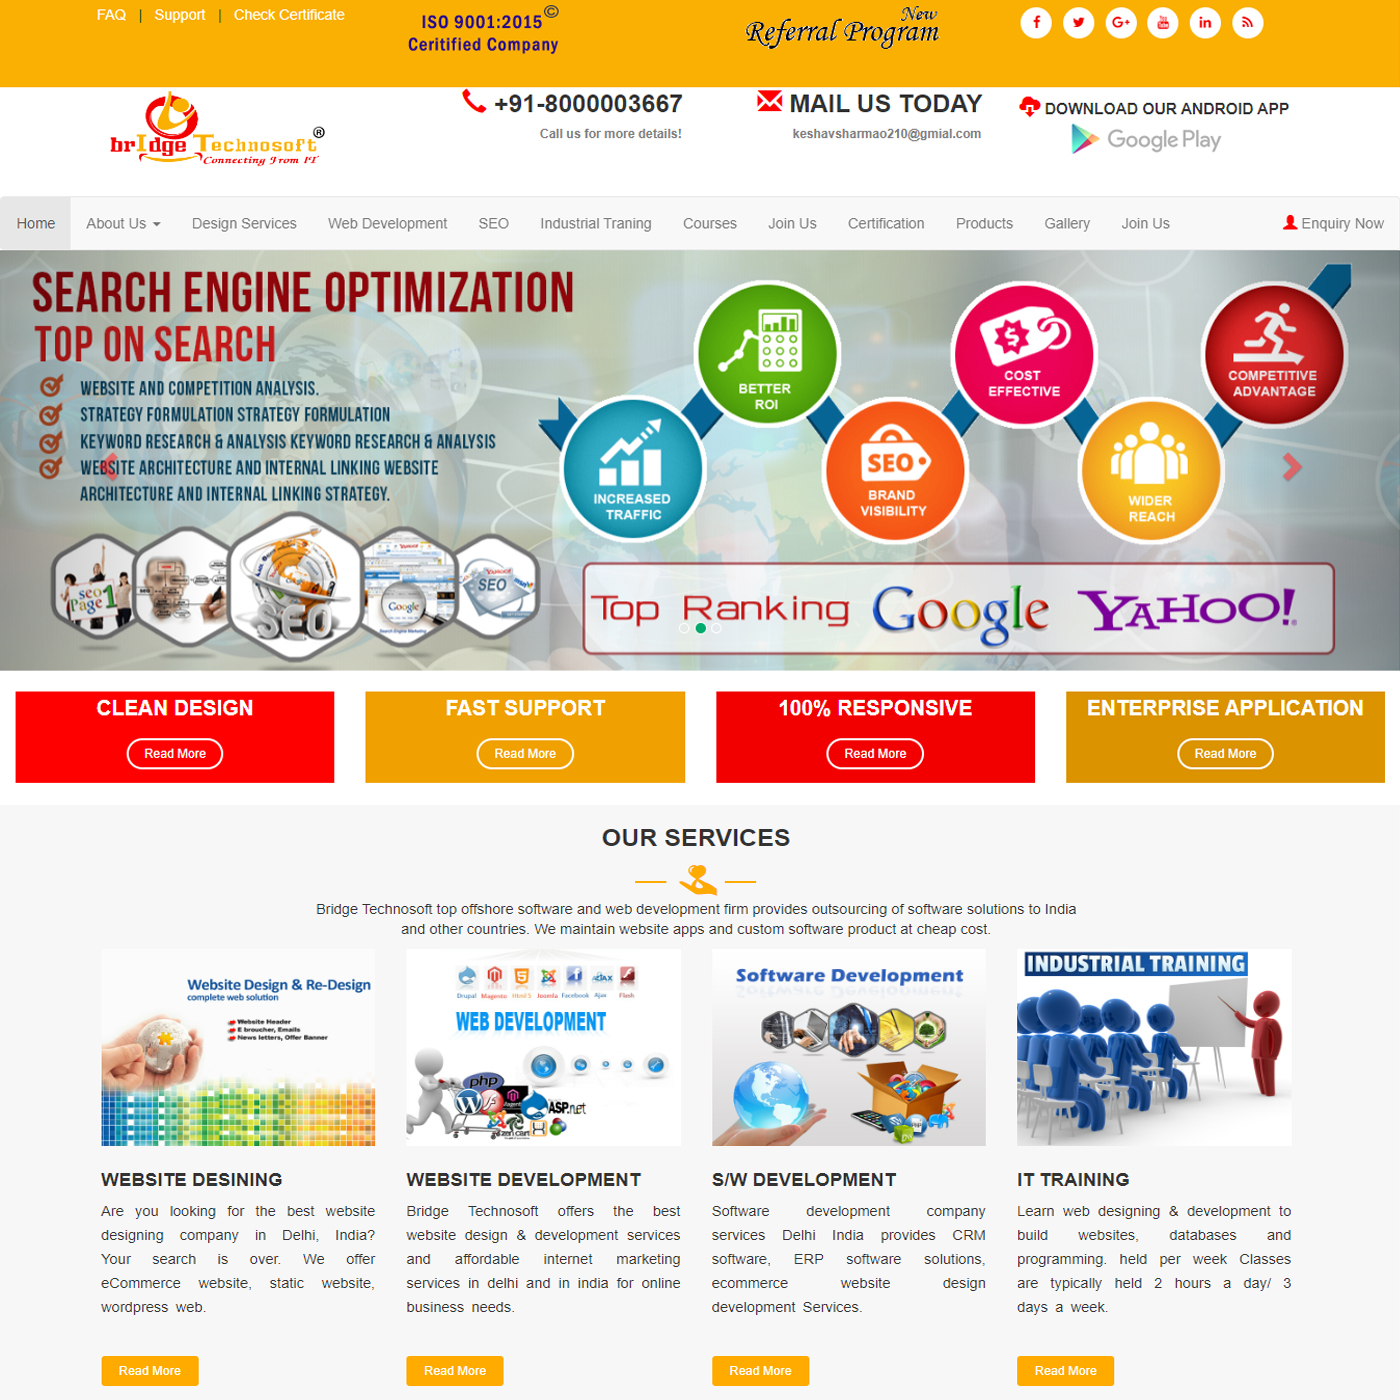 FAQ | Support | Check Certificate
ISO 9001:2015©
Ceritified Company
New
Referral Program
brIdge Technosoft®
Connecting From IT
+91-8000003667
Call us for more details!
MAIL US TODAY
keshavsharmao210@gmial.com
DOWNLOAD OUR ANDROID APP
Google Play
Home
About Us
Design Services
Web Development
SEO
Industrial Traning
Courses
Join Us
Certification
Products
Gallery
Join Us
Enquiry Now
SEARCH ENGINE OPTIMIZATION
TOP ON SEARCH
WEBSITE AND COMPETITION ANALYSIS.
STRATEGY FORMULATION STRATEGY FORMULATION
KEYWORD RESEARCH & ANALYSIS KEYWORD RESEARCH & ANALYSIS
WEBSITE ARCHITECTURE AND INTERNAL LINKING WEBSITE
ARCHITECTURE AND INTERNAL LINKING STRATEGY.
INCREASED
TRAFFIC
BETTER
ROI
SEO
BRAND
VISIBILITY
COST
EFFECTIVE
WIDER
REACH
COMPETITIVE
ADVANTAGE
seo
Page 1
SEO
Google
Search Engine Marketing
SEO
Top Ranking Google YAHOO!
CLEAN DESIGN
Read More
FAST SUPPORT
Read More
100% RESPONSIVE
Read More
ENTERPRISE APPLICATION
Read More
OUR SERVICES
Bridge Technosoft top offshore software and web development firm provides outsourcing of software solutions to India
and other countries. We maintain website apps and custom software product at cheap cost.
Website Design & Re-Design
complete web solution
Website Header
E broucher, Emails
News letters, Offer Banner
Drupal Magento Html 5 Joomla Facebook Ajax Flash
WEB DEVELOPMENT
php
ASP.net
zen cart
Software Development
INDUSTRIAL TRAINING
WEBSITE DESINING
Are you looking for the best website
designing company in Delhi, India?
Your search is over. We offer
eCommerce website, static website,
wordpress web.
Read More
WEBSITE DEVELOPMENT
Bridge Technosoft offers the best
website design & development services
and affordable internet marketing
services in delhi and in india for online
business needs.
Read More
S/W DEVELOPMENT
Software development company
services Delhi India provides CRM
software, ERP software solutions,
ecommerce website design
development Services.
Read More
IT TRAINING
Learn web designing & development to
build websites, databases and
programming. held per week Classes
are typically held 2 hours a day/ 3
days a week.
Read More